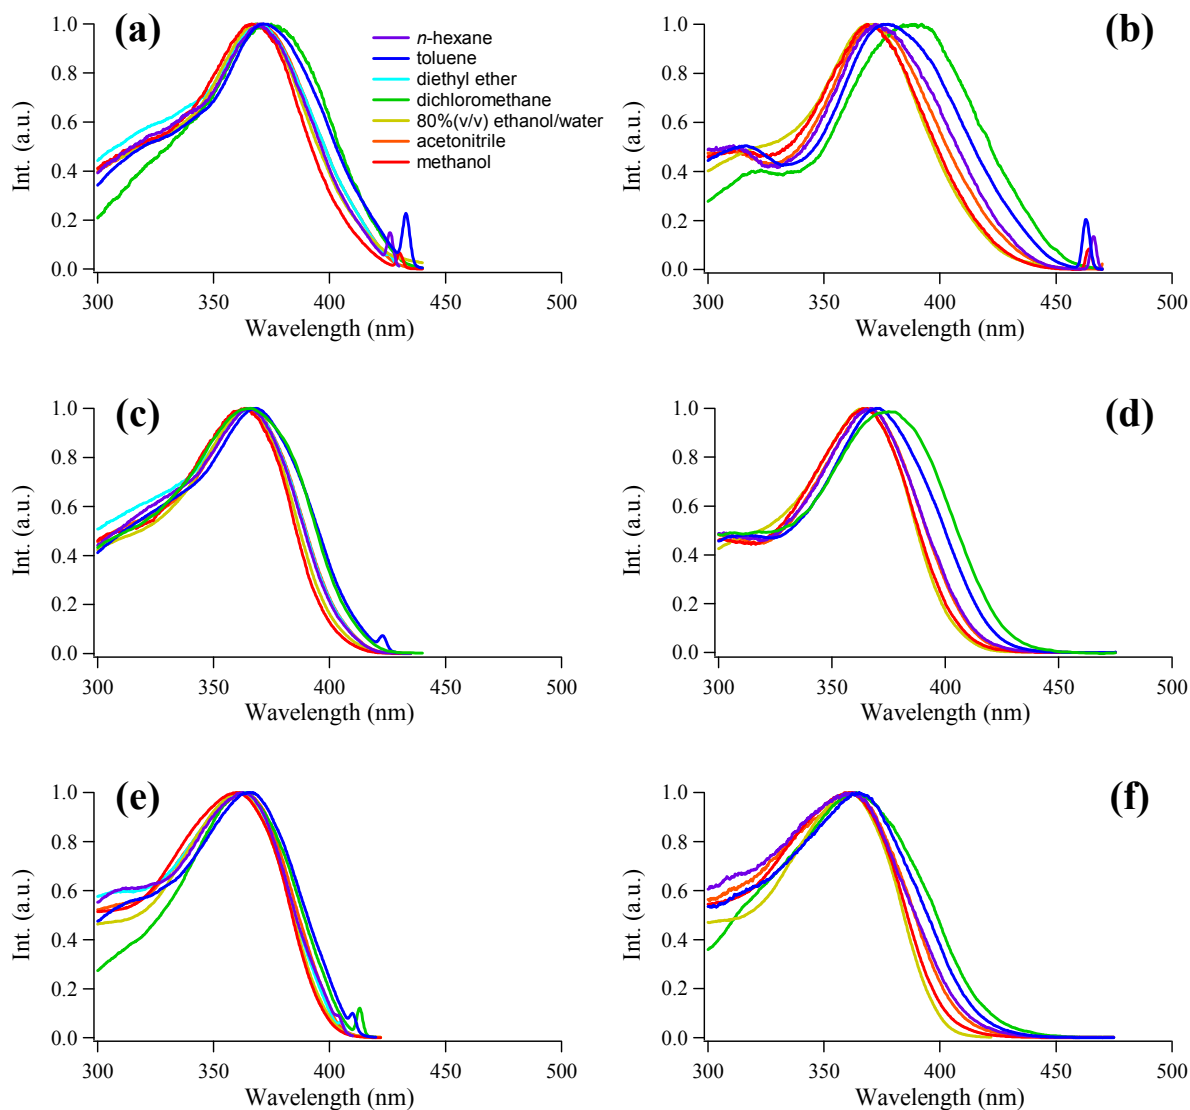 (a)
1.0
0.8
0.6
0.4
0.2
0.0
Int. (a.u.)
300
350
400
450
500
Wavelength (nm)
n-hexane
toluene
diethyl ether
dichloromethane
80%(v/v) ethanol/water
acetonitrile
methanol
(b)
1.0
0.8
0.6
0.4
0.2
0.0
Int. (a.u.)
300
350
400
450
500
Wavelength (nm)
(c)
1.0
0.8
0.6
0.4
0.2
0.0
Int. (a.u.)
300
350
400
450
500
Wavelength (nm)
(d)
1.0
0.8
0.6
0.4
0.2
0.0
Int. (a.u.)
300
350
400
450
500
Wavelength (nm)
(e)
1.0
0.8
0.6
0.4
0.2
0.0
Int. (a.u.)
300
350
400
450
500
Wavelength (nm)
(f)
1.0
0.8
0.6
0.4
0.2
0.0
Int. (a.u.)
300
350
400
450
500
Wavelength (nm)